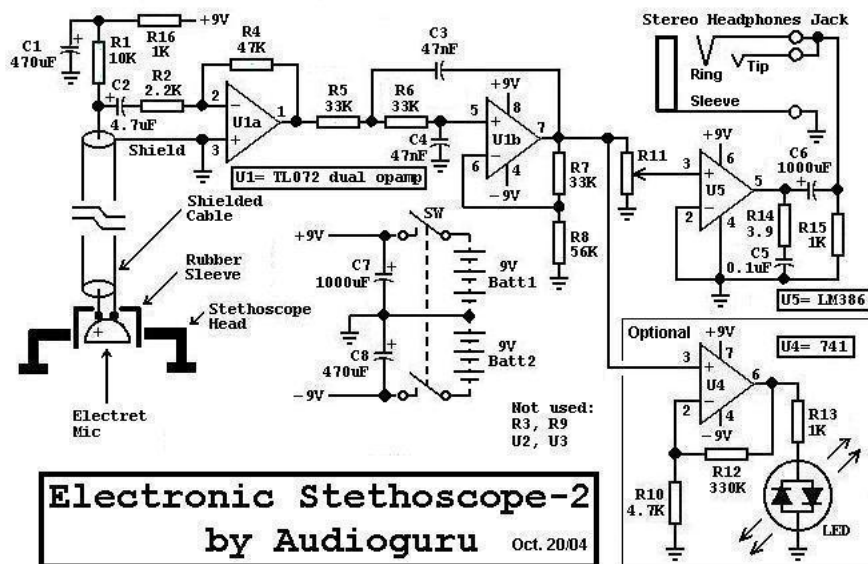 +9V
C1
470uF
+
R1
10K
R16
1K
R4
47K
C2
+
4.7uF
R2
2.2K
2
−
U1a
1
+
3
Shield
U1= TL072 dual opamp
R5
33K
C3
47nF
R6
33K
C4
47nF
+9V
8
5
+
U1b
7
6
−
4
−9V
R7
33K
R8
56K
R11
Stereo Headphones Jack
Ring
Tip
Sleeve
+9V
6
3
+
U5
5
2
−
4
C6
1000uF
+
R14
3.9
C5
0.1uF
R15
1K
U5= LM386
Shielded
Cable
Rubber
Sleeve
Stethoscope
Head
+
Electret
Mic
SW
+9V
C7
1000uF
+
9V
Batt1
C8
470uF
+
9V
Batt2
−9V
Not used:
R3, R9
U2, U3
Optional
+9V
7
U4= 741
3
+
U4
6
2
−
4
−9V
R13
1K
R12
330K
R10
4.7K
LED
Electronic Stethoscope-2
by Audioguru
Oct. 20/04